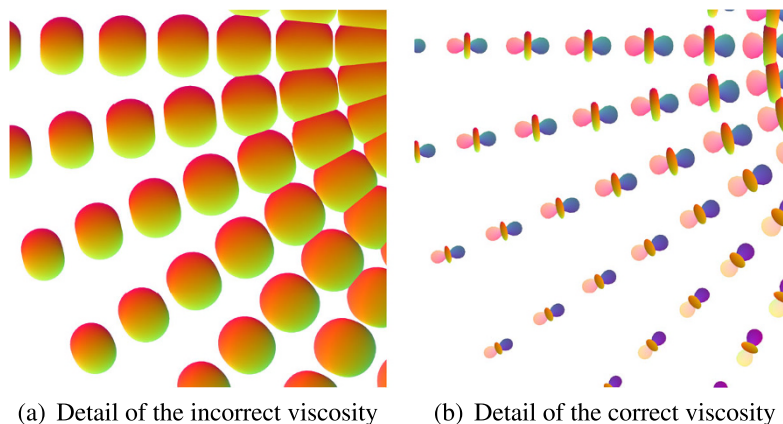 (a) Detail of the incorrect viscosity
(b) Detail of the correct viscosity